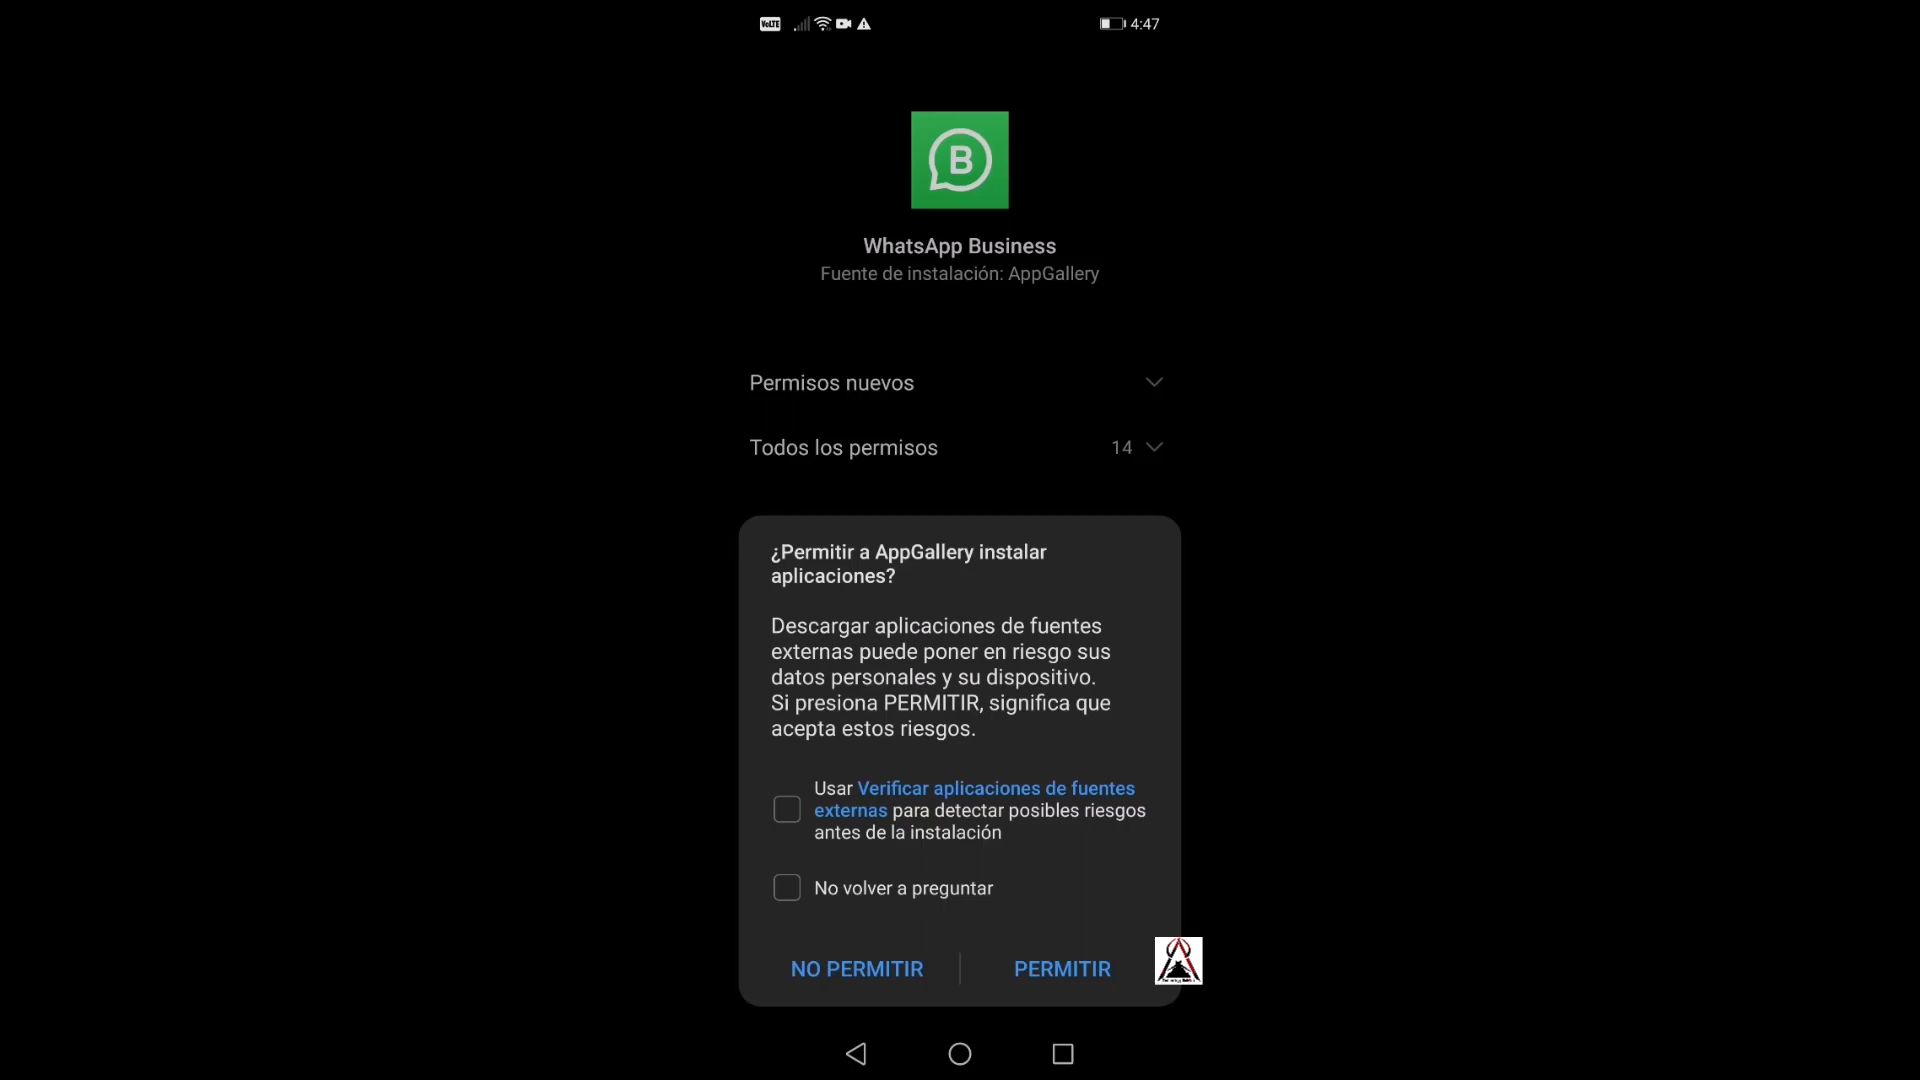 VoLTE
4:47
B
WhatsApp Business
Fuente de instalación: AppGallery
Permisos nuevos
Todos los permisos 14
¿Permitir a AppGallery instalar
aplicaciones?
Descargar aplicaciones de fuentes
externas puede poner en riesgo sus
datos personales y su dispositivo.
Si presiona PERMITIR, significa que
acepta estos riesgos.
Usar Verificar aplicaciones de fuentes
externas para detectar posibles riesgos
antes de la instalación
No volver a preguntar
NO PERMITIR
PERMITIR